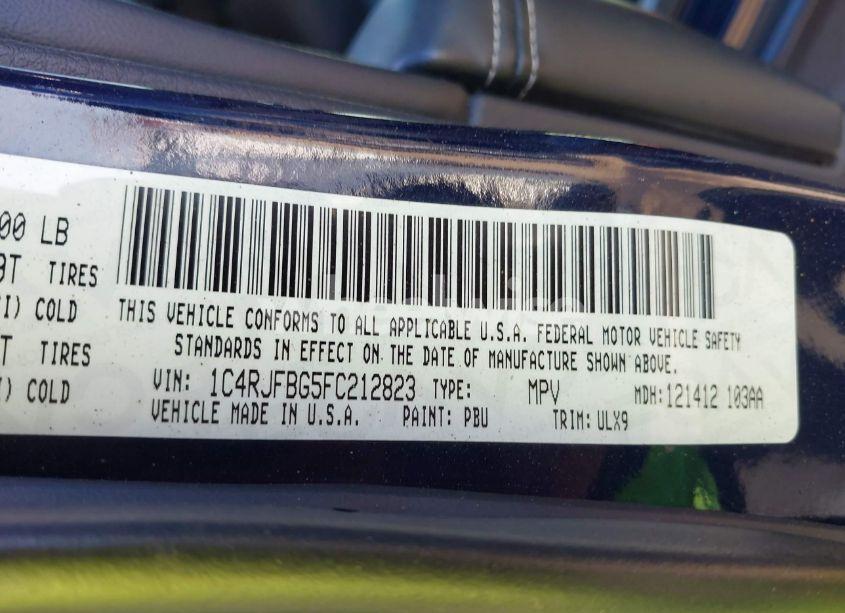 00 LB
TIRES
COLD
THIS VEHICLE CONFORMS TO ALL APPLICABLE U.S.A. FEDERAL MOTOR VEHICLE SAFETY
TIRES
STANDARDS IN EFFECT ON THE DATE OF MANUFACTURE SHOWN ABOVE.
COLD
VIN: 1C4RJFBG5FC212823 TYPE: MPV MDH: 121412 103AA
VEHICLE MADE IN U.S.A. PAINT: PBU TRIM: ULX9